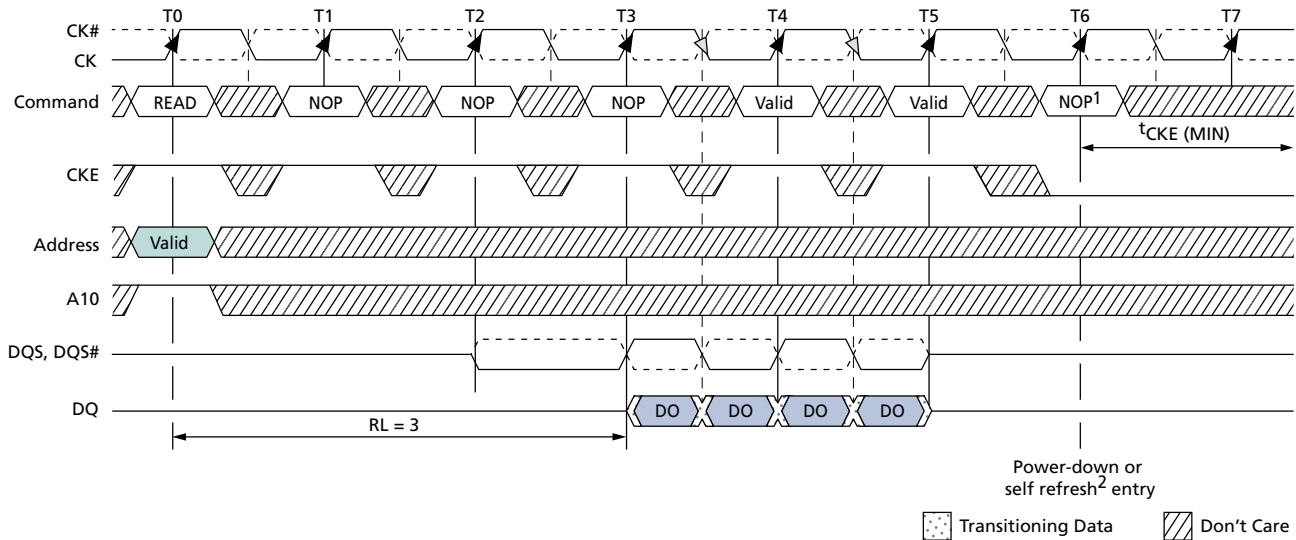 T0 T1 T2 T3 T4 T5 T6 T7
CK#
CK
Command READ NOP NOP NOP Valid Valid NOP1
tCKE (MIN)
CKE
Address Valid
A10
DQS, DQS#
DQ DO DO DO DO
RL = 3
Power-down or
self refresh2 entry
Transitioning Data Don't Care